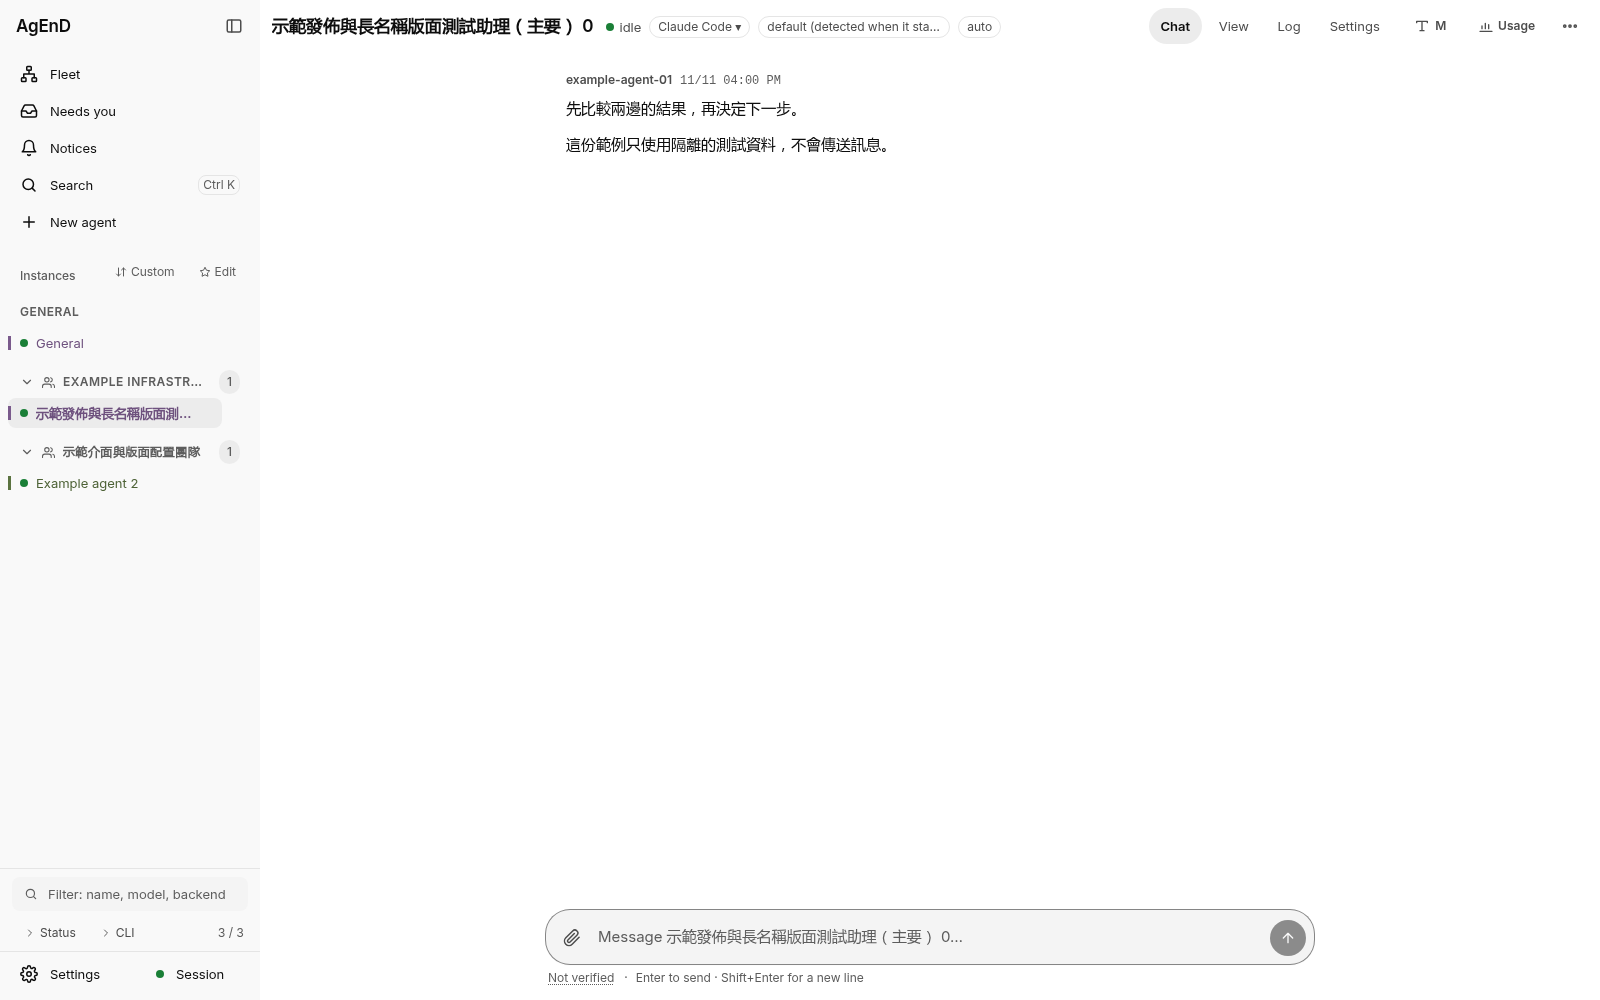 AgEnD
Fleet
Needs you
Notices
Search Ctrl K
New agent
Instances Custom Edit
GENERAL
General
EXAMPLE INFRASTR... 1
示範發佈與長名稱版面測...
示範介面與版面配置團隊 1
Example agent 2
Filter: name, model, backend
Status CLI 3 / 3
Settings Session
示範發佈與長名稱版面測試助理（主要）0 idle Claude Code ▾ default (detected when it sta... auto Chat View Log Settings T M Usage •••
example-agent-01 11/11 04:00 PM
先比較兩邊的結果，再決定下一步。
這份範例只使用隔離的測試資料，不會傳送訊息。
Message 示範發佈與長名稱版面測試助理（主要）0...
Not verified · Enter to send · Shift+Enter for a new line